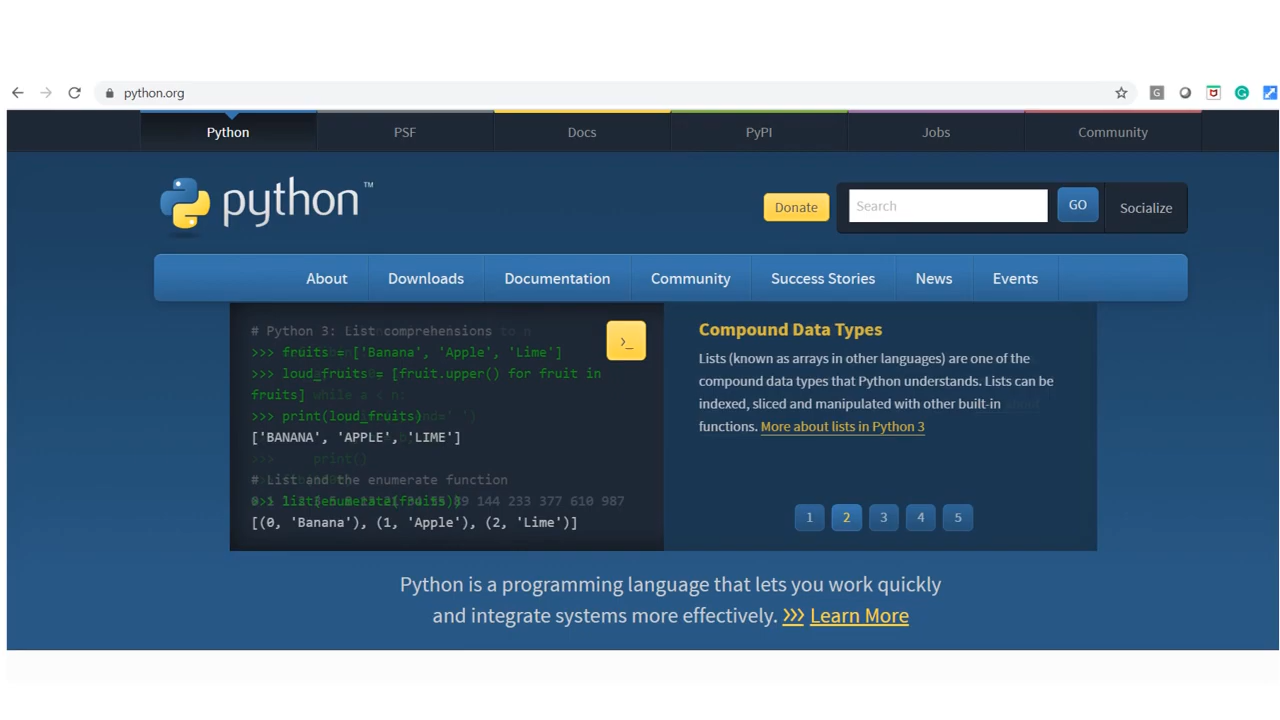 python.org
Python
PSF
Docs
PyPI
Jobs
Community
python™
Donate
Search
GO
Socialize
About
Downloads
Documentation
Community
Success Stories
News
Events
# Python 3: List comprehensions
>>> fruits = ['Banana', 'Apple', 'Lime']
>>> loud_fruits = [fruit.upper() for fruit in
fruits]
>>> print(loud_fruits)
['BANANA', 'APPLE', 'LIME']
# List and the enumerate function
>>> list(enumerate(fruits))
[(0, 'Banana'), (1, 'Apple'), (2, 'Lime')]
>_
Compound Data Types
Lists (known as arrays in other languages) are one of the
compound data types that Python understands. Lists can be
indexed, sliced and manipulated with other built-in
functions. More about lists in Python 3
1 2 3 4 5
Python is a programming language that lets you work quickly
and integrate systems more effectively. >>> Learn More